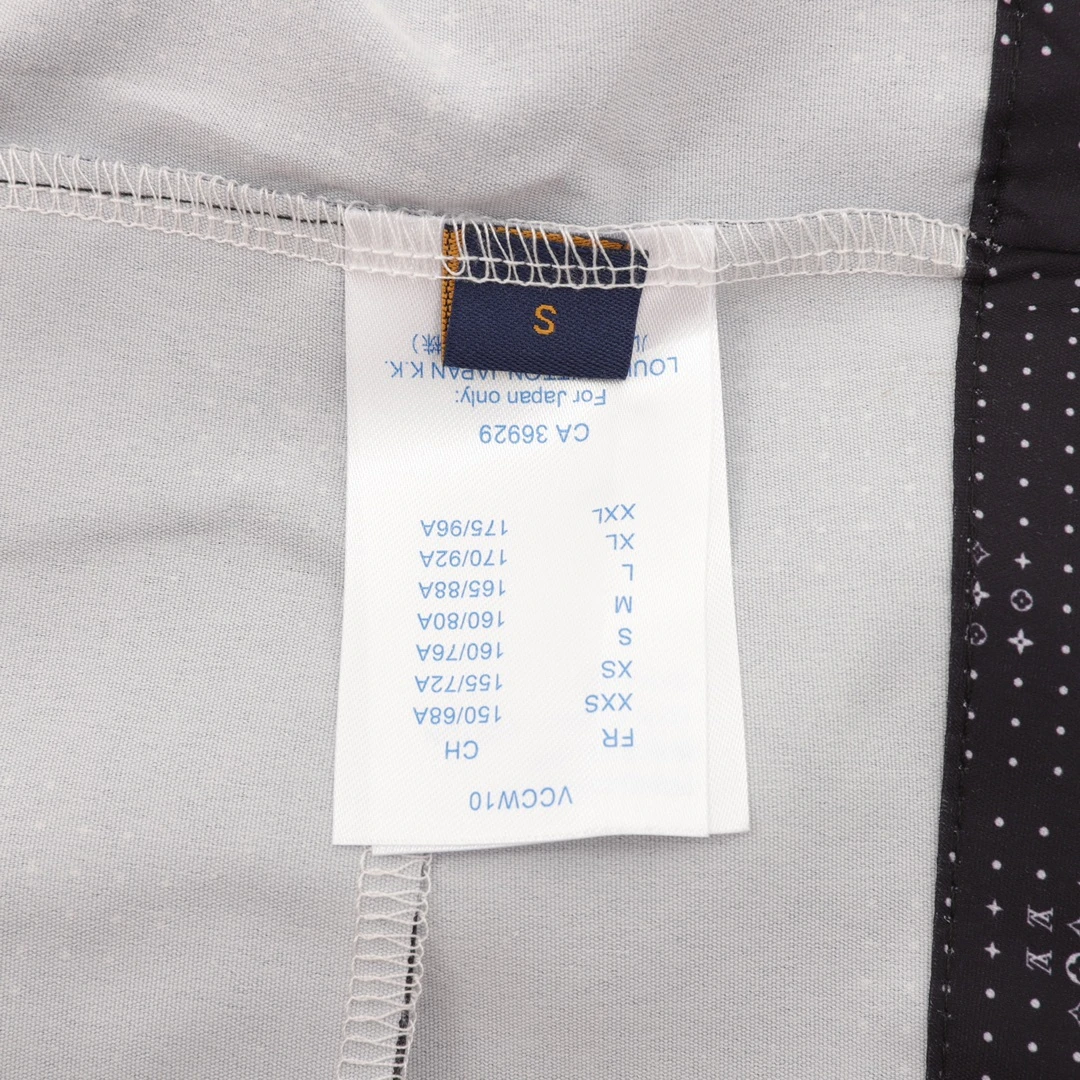 VCCW10
FR CH
XXS 150/68A
XS 155/72A
S 160/76A
M 160/80A
L 165/88A
XL 170/92A
XXL 175/96A
CA 36929
For Japan only:
JAPAN K.K.
S